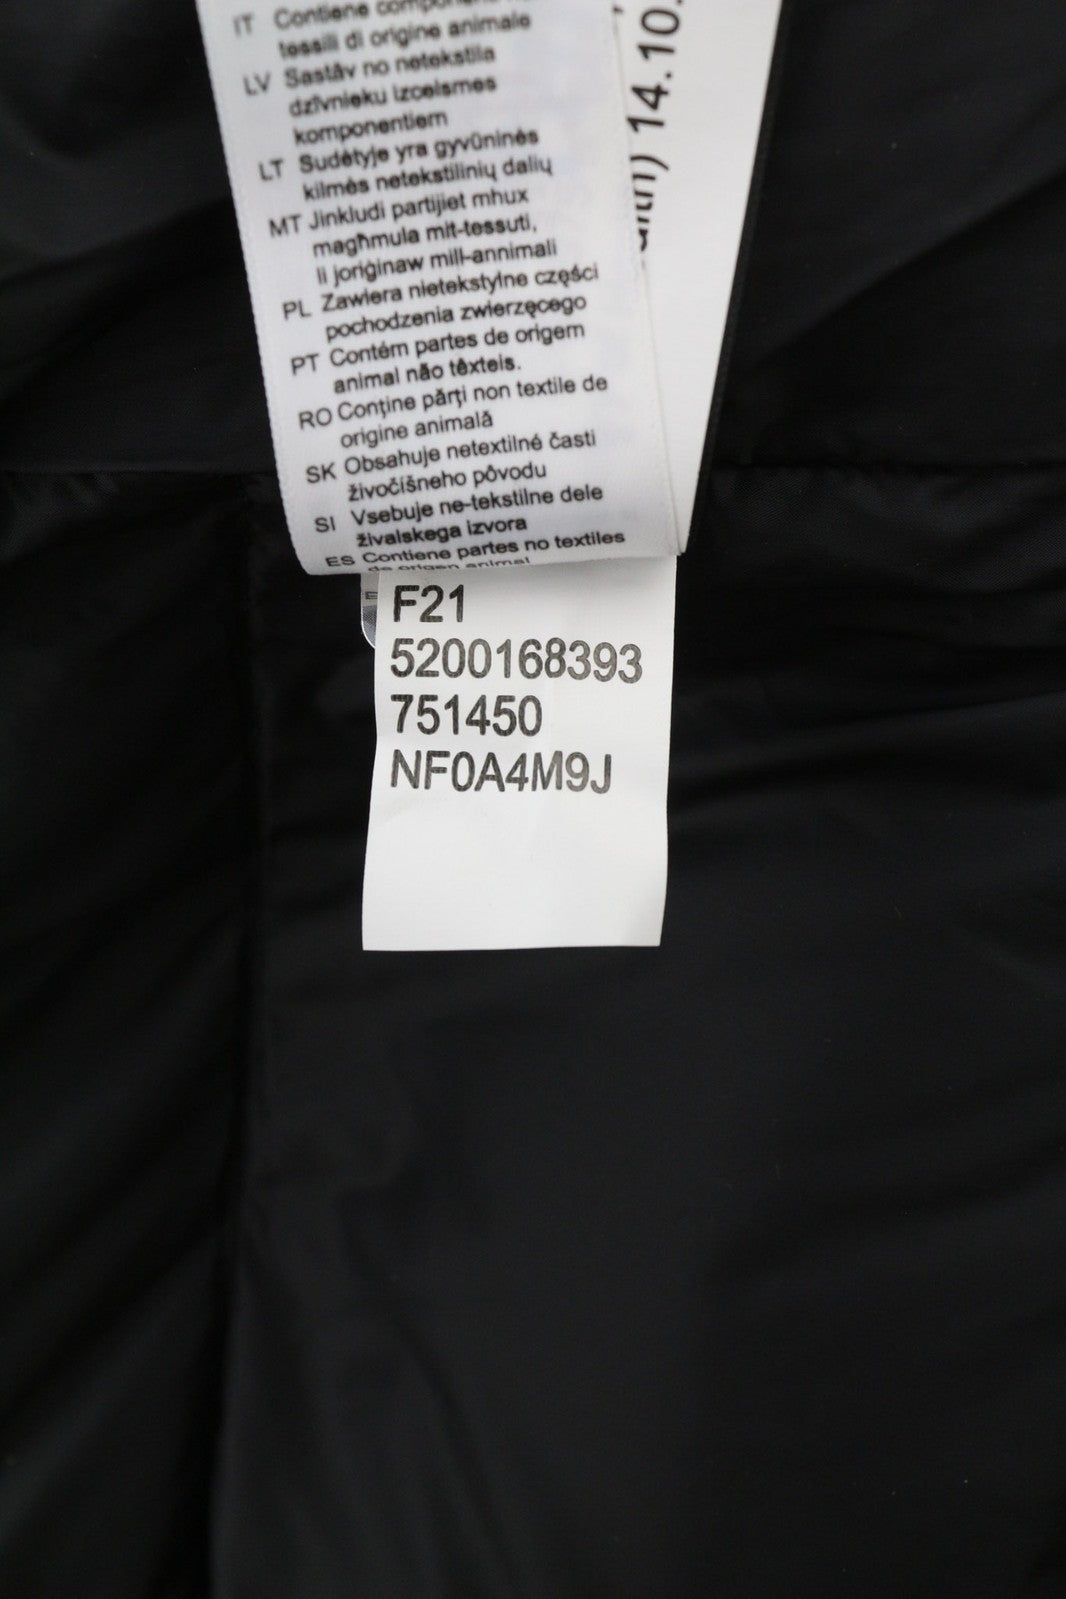 IT Contiene
tessili di origine animale
LV Sastāv no netekstila
dzīvnieku izcelsmes
komponentiem
LT Sudėtyje yra gyvūninės
kilmės netekstilinių dalių
MT Jinkludi partijiet mhux
magħmula mit-tessuti,
li joriġinaw mill-annimali
PL Zawiera nietekstylne części
pochodzenia zwierzęcego
PT Contém partes de origem
animal não têxteis.
RO Conține părți non textile de
origine animală
SK Obsahuje netextilné časti
živočíšneho pôvodu
SI Vsebuje ne-tekstilne dele
živalskega izvora
ES Contiene partes no textiles
de origen animal
14.10.
F21
5200168393
751450
NF0A4M9J